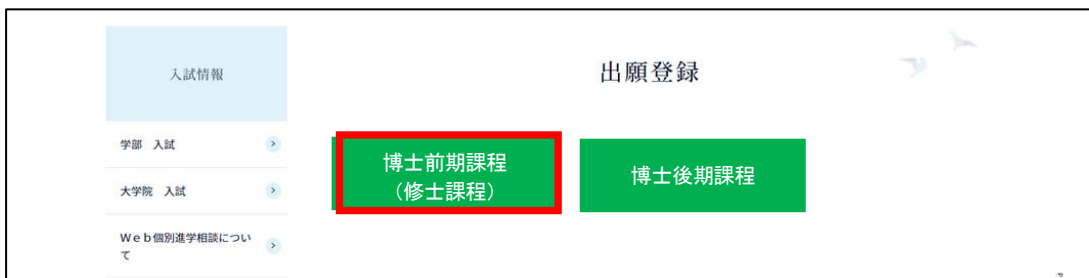 入試情報
出願登録
学部　入試
大学院　入試
Ｗｅｂ個別進学相談につい
て
博士前期課程
（修士課程）
博士後期課程